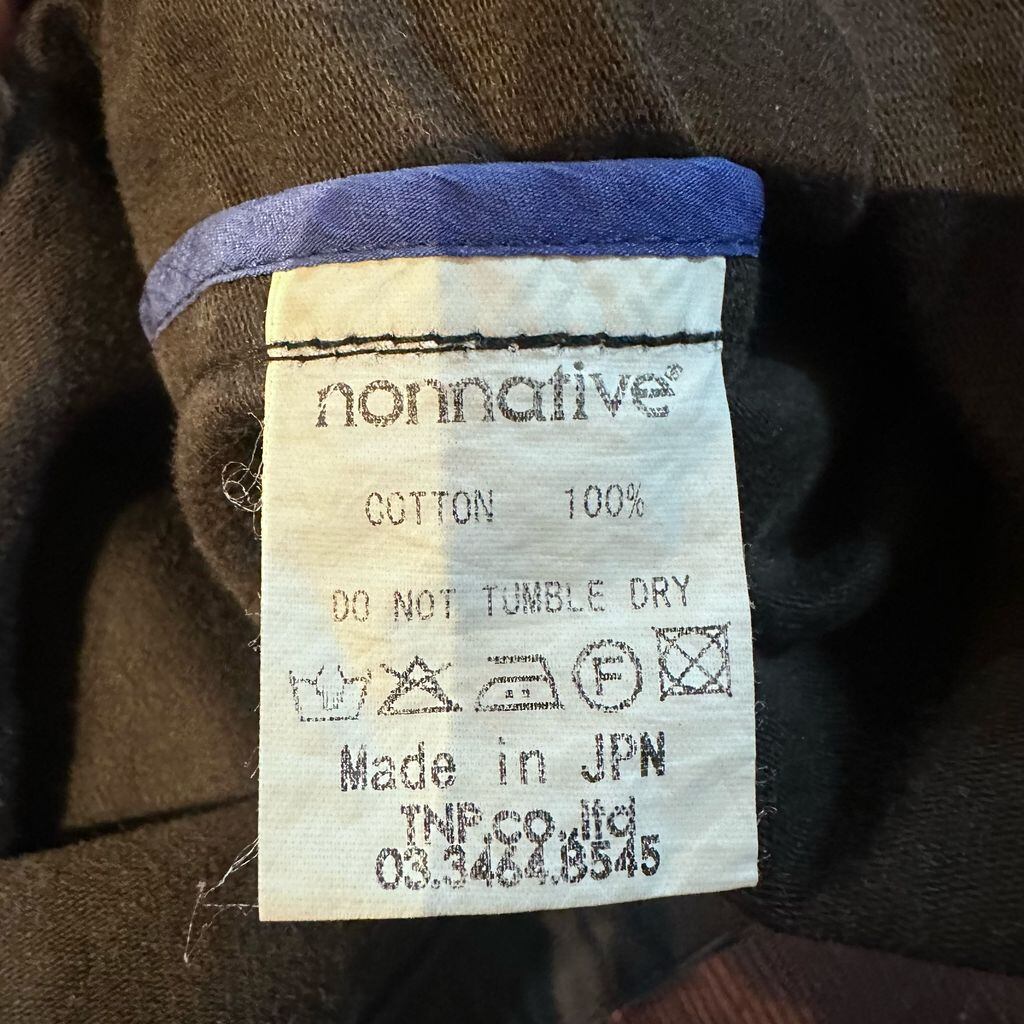 nonnative®
COTTON 100%
DO NOT TUMBLE DRY
F
Made in JPN
TNP.co.,ltd
03.3464.8545